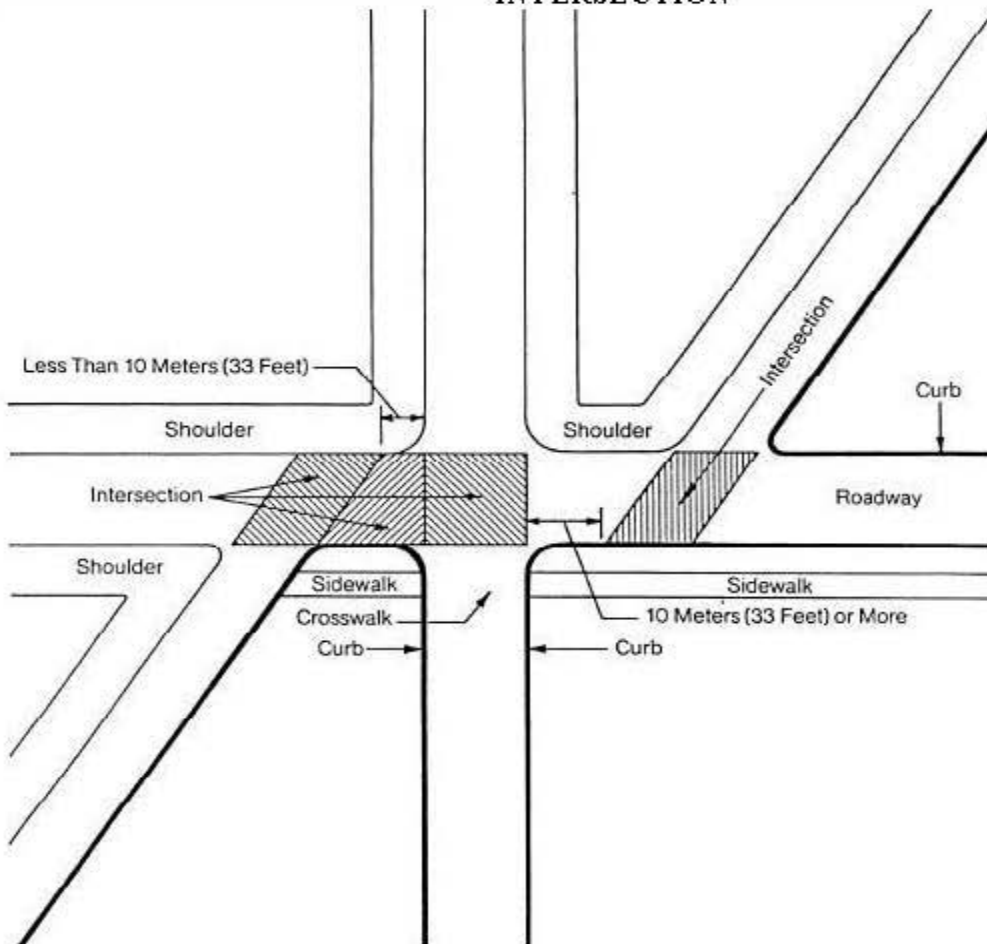 INTERSECTION
Intersection
Less Than 10 Meters (33 Feet)
Curb
Shoulder
Shoulder
Intersection
Roadway
Shoulder
Sidewalk
Sidewalk
Crosswalk
10 Meters (33 Feet) or More
Curb
Curb